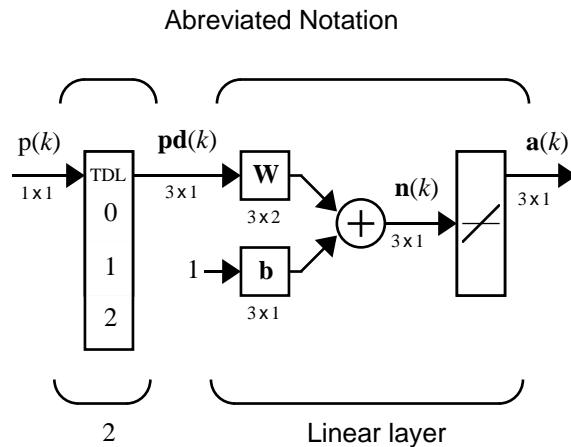 Abreviated Notation
p(k)
pd(k)
a(k)
TDL
W
n(k)
1 x 1
3 x 1
3 x 1
0
3 x 2
3 x 1
1
1
b
2
3 x 1
2
Linear layer